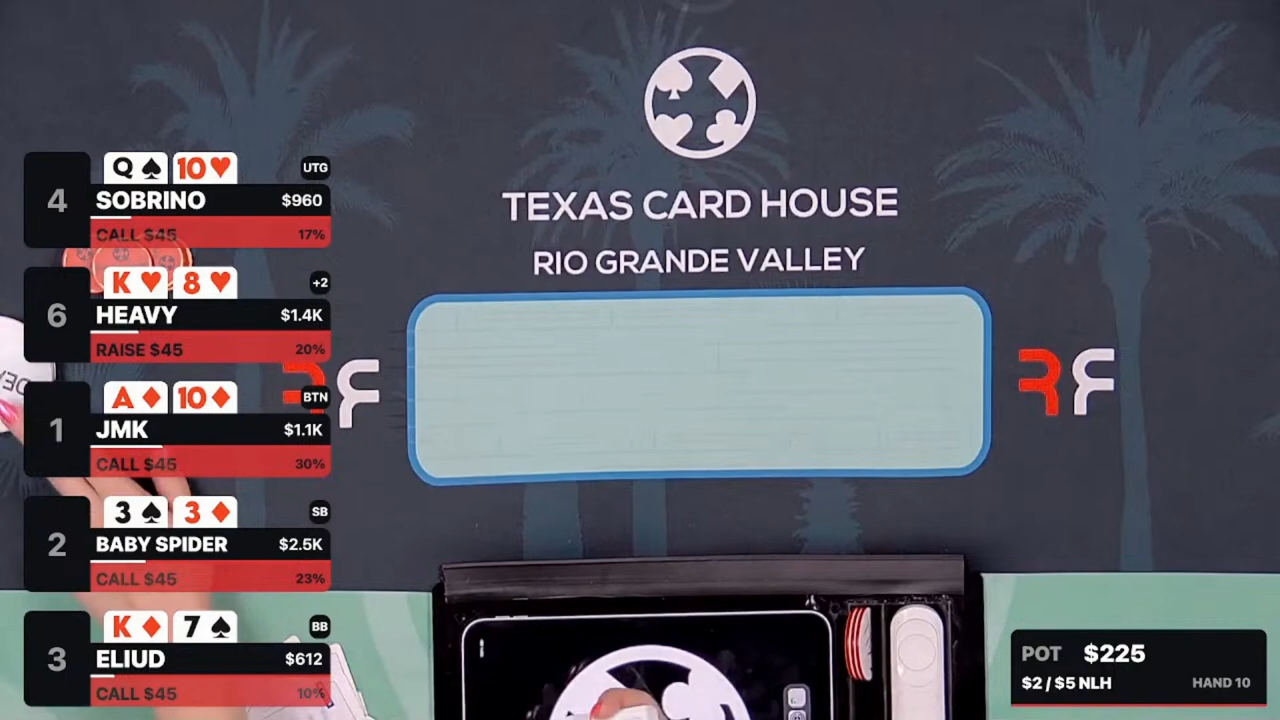 TEXAS CARD HOUSE
RIO GRANDE VALLEY
RF
RF
4
Q♠ 10♥
UTG
SOBRINO $960
CALL $45 17%
6
K♥ 8♥
+2
HEAVY $1.4K
RAISE $45 20%
1
A♦ 10♦
BTN
JMK $1.1K
CALL $45 30%
2
3♠ 3♦
SB
BABY SPIDER $2.5K
CALL $45 23%
3
K♦ 7♠
BB
ELIUD $612
CALL $45 10%
POT $225
$2 / $5 NLH HAND 10